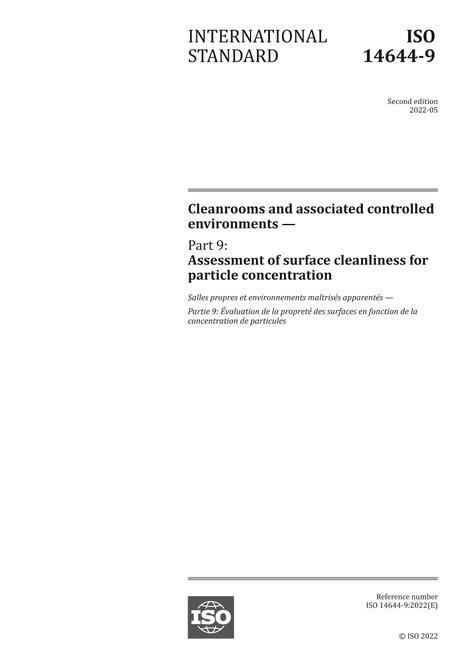 INTERNATIONAL
STANDARD
ISO
14644-9
Second edition
2022-05
Cleanrooms and associated controlled
environments —
Part 9:
Assessment of surface cleanliness for
particle concentration
Salles propres et environnements maîtrisés apparentés —
Partie 9: Évaluation de la propreté des surfaces en fonction de la
concentration de particules
ISO
Reference number
ISO 14644-9:2022(E)
© ISO 2022